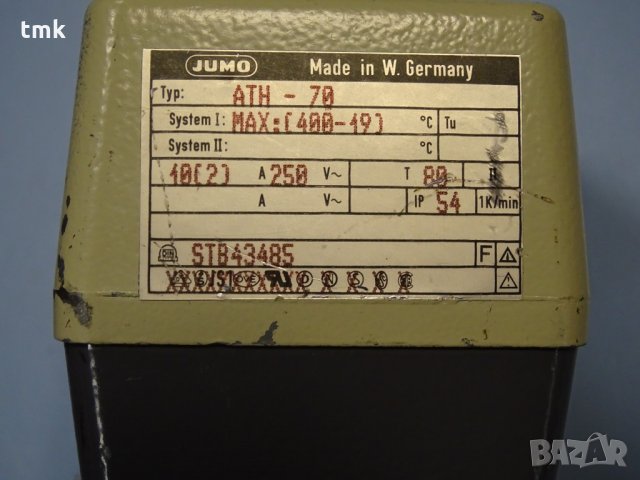 tmk
JUMO Made in W. Germany
Typ: ATH - 70
System I: MAX:(400-19) °C Tu
System II: °C
10(2) A 250 V~ T 80
A V~ IP 54 1K/min
DIN STB43485 F
BAZAR